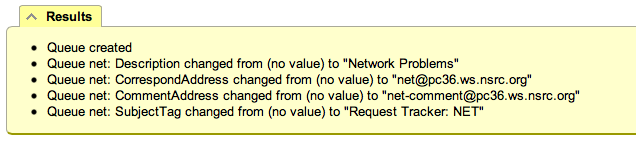 Results
Queue created
Queue net: Description changed from (no value) to "Network Problems"
Queue net: CorrespondAddress changed from (no value) to "net@pc36.ws.nsrc.org"
Queue net: CommentAddress changed from (no value) to "net-comment@pc36.ws.nsrc.org"
Queue net: SubjectTag changed from (no value) to "Request Tracker: NET"